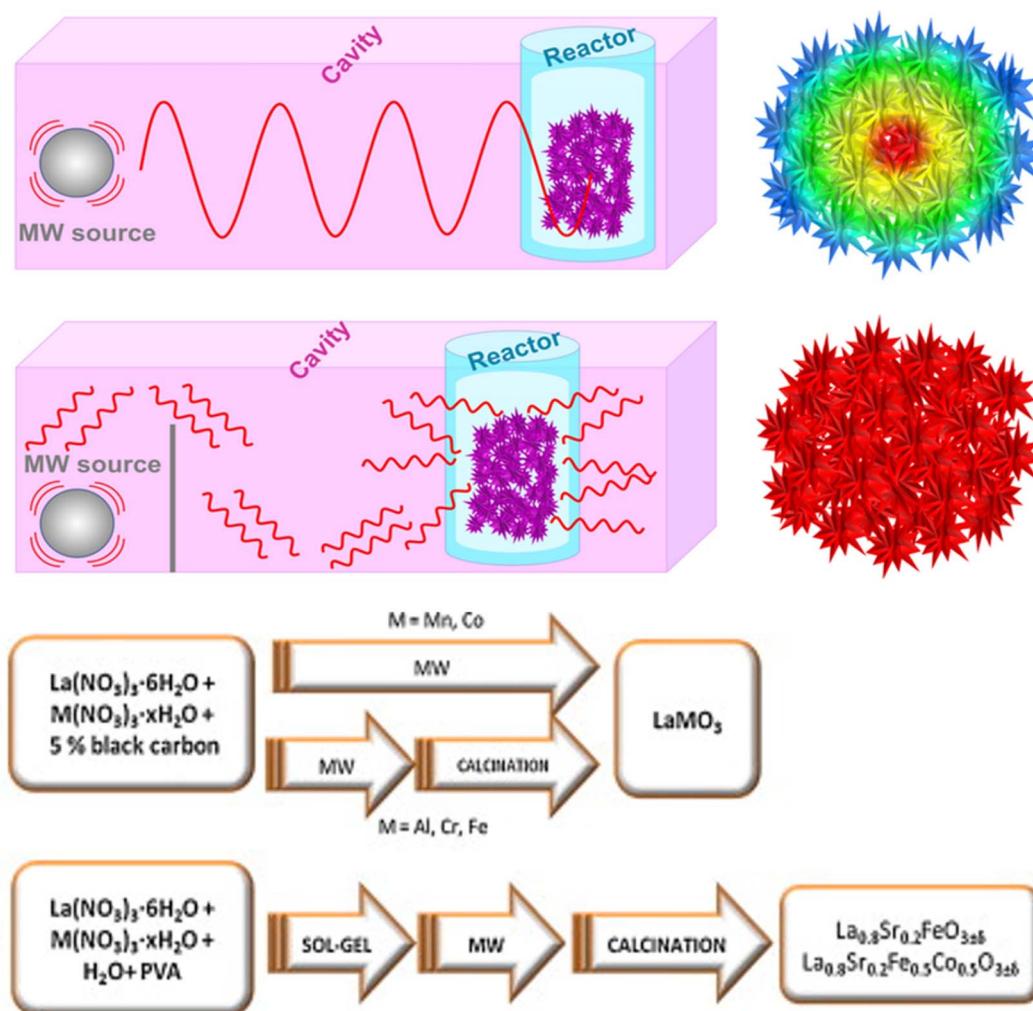 Cavity
Reactor
MW source
Cavity
Reactor
MW source
M = Mn, Co
MW
La(NO₃)₃·6H₂O +
M(NO₃)₃·xH₂O +
5 % black carbon
LaMO₃
MW
CALCINATION
M = Al, Cr, Fe
La(NO₃)₃·6H₂O +
M(NO₃)₃·xH₂O +
H₂O+ PVA
SOL-GEL
MW
CALCINATION
La₀.₈Sr₀.₂FeO₃±δ
La₀.₈Sr₀.₂Fe₀.₅Co₀.₅O₃±δ